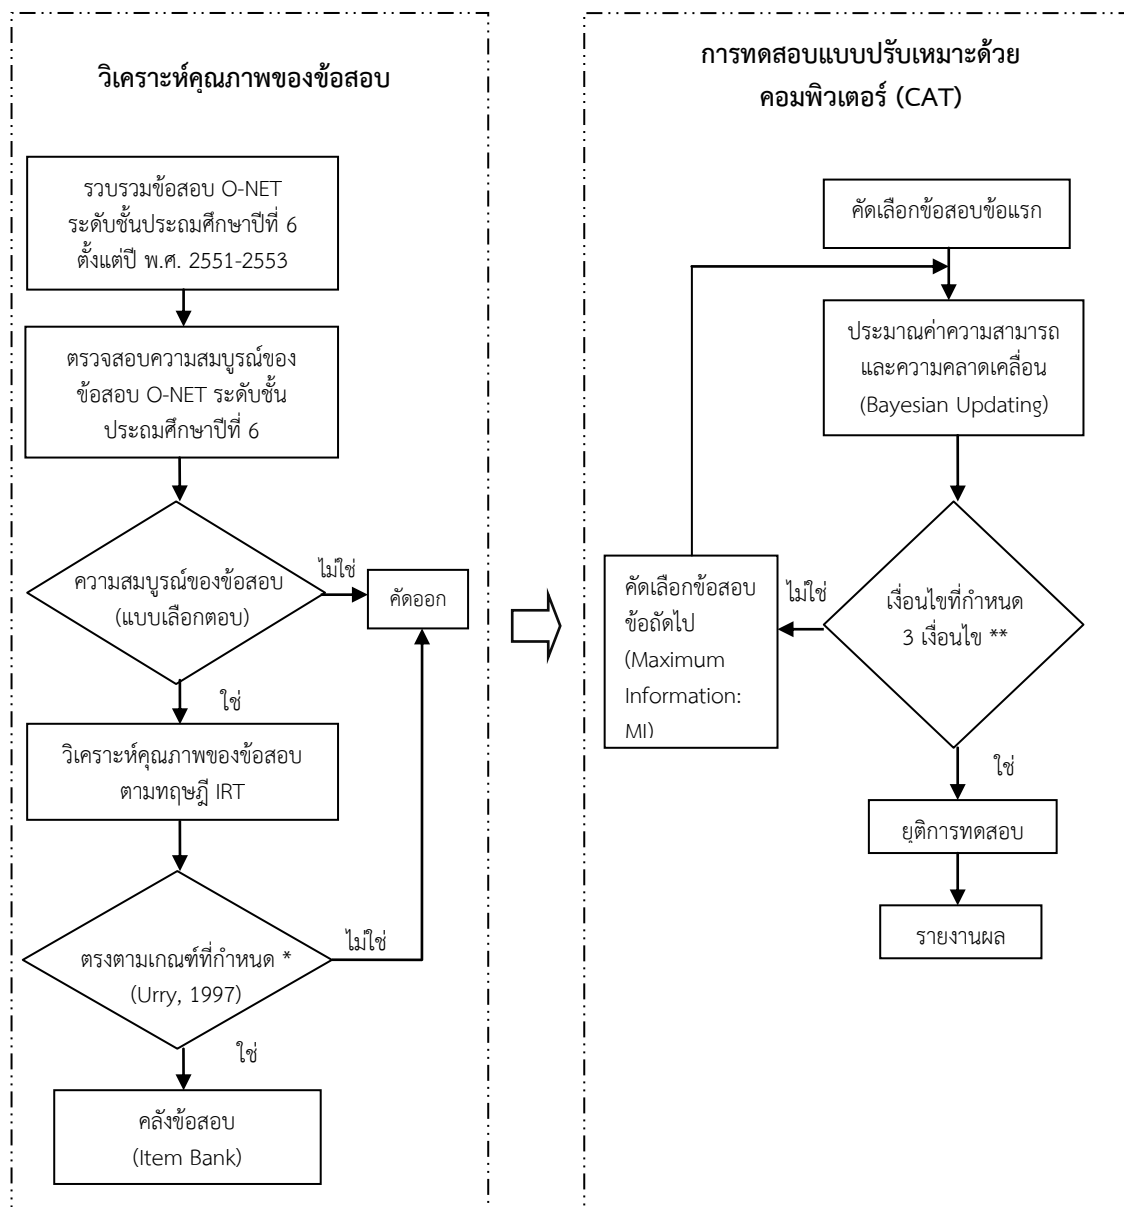 วิเคราะห์คุณภาพของข้อสอบ
รวบรวมข้อสอบ O-NET
ระดับชั้นประถมศึกษาปีที่ 6
ตั้งแต่ปี พ.ศ. 2551-2553
ตรวจสอบความสมบูรณ์ของ
ข้อสอบ O-NET ระดับชั้น
ประถมศึกษาปีที่ 6
ความสมบูรณ์ของข้อสอบ
(แบบเลือกตอบ)
ไม่ใช่
คัดออก
ใช่
วิเคราะห์คุณภาพของข้อสอบ
ตามทฤษฎี IRT
ตรงตามเกณฑ์ที่กำหนด *
(Urry, 1997)
ไม่ใช่
ใช่
คลังข้อสอบ
(Item Bank)
การทดสอบแบบปรับเหมาะด้วย
คอมพิวเตอร์ (CAT)
คัดเลือกข้อสอบข้อแรก
ประมาณค่าความสามารถ
และความคลาดเคลื่อน
(Bayesian Updating)
เงื่อนไขที่กำหนด
3 เงื่อนไข **
ไม่ใช่
คัดเลือกข้อสอบ
ข้อถัดไป
(Maximum
Information:
MI)
ใช่
ยุติการทดสอบ
รายงานผล